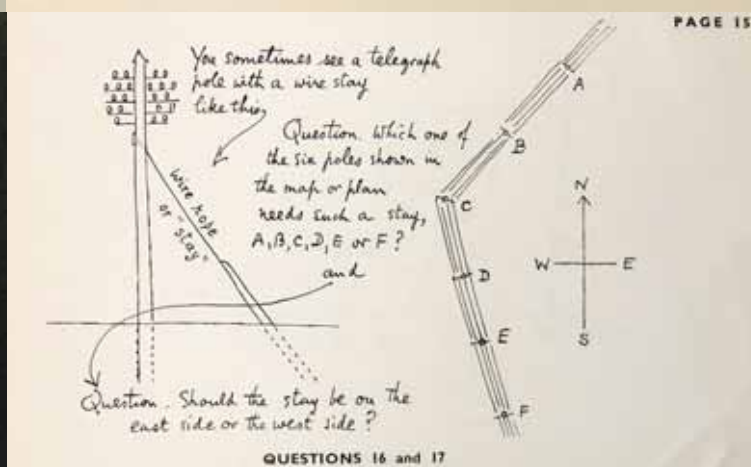 PAGE 15
You sometimes see a telegraph
pole with a wire stay
like this,
Question. Which one of
the six poles shown in
the map or plan
needs such a stay,
A, B, C, D, E or F?
and
wire rope
or "stay"
Question. Should the stay be on the
east side or the west side?
A
B
C
D
E
F
N
W E
S
QUESTIONS 16 and 17